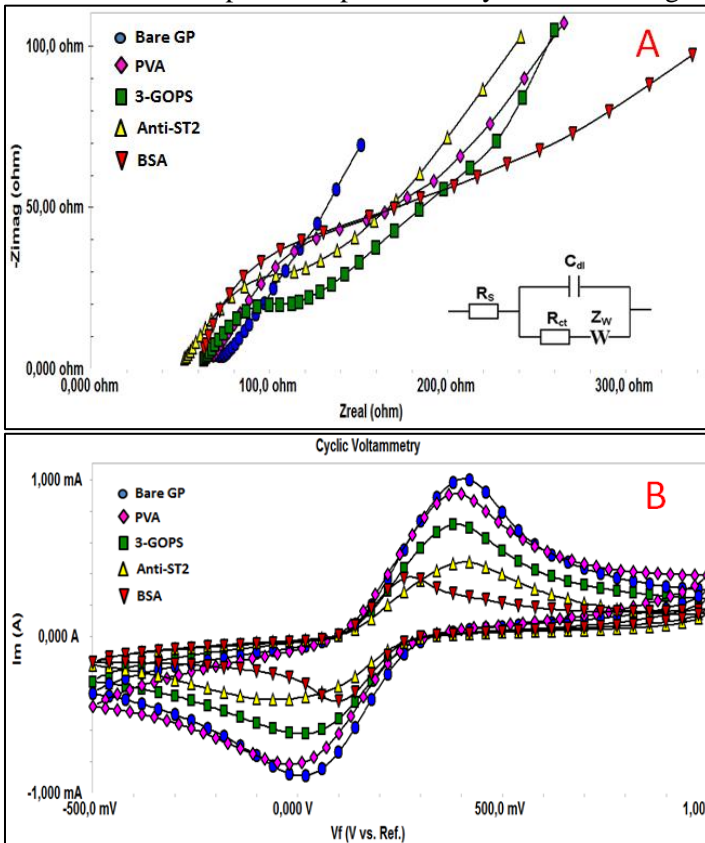 100,0 ohm
A
Bare GP
PVA
3-GOPS
Anti-ST2
BSA
-Zimag (ohm)
50,00 ohm
Cdl
RS
Rct
ZW
W
0,000 ohm
0,000 ohm
100,0 ohm
200,0 ohm
300,0 ohm
Zreal (ohm)
Cyclic Voltammetry
1,000 mA
B
Bare GP
PVA
3-GOPS
Anti-ST2
BSA
Im (A)
0,000 A
-1,000 mA
-500,0 mV
0,000 V
500,0 mV
Vf (V vs. Ref.)